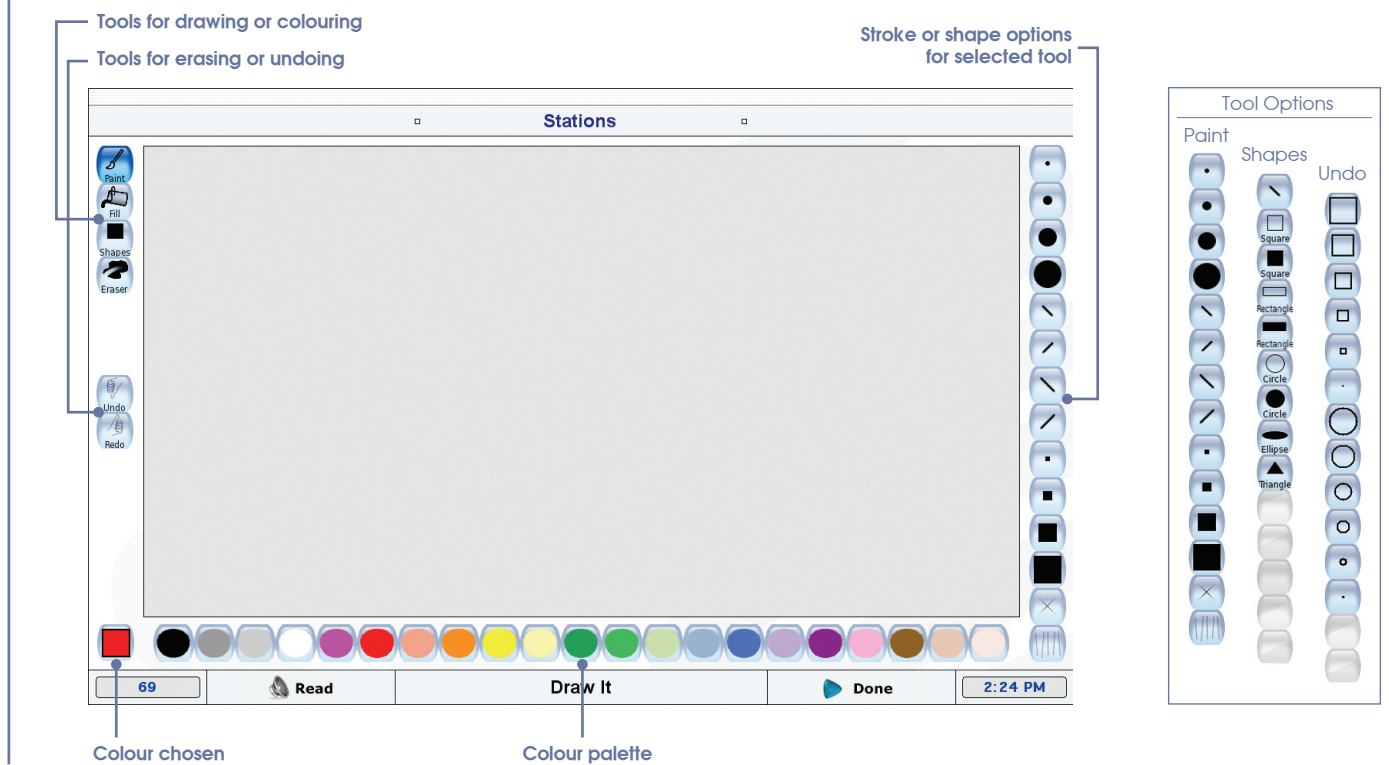 Tools for drawing or colouring
Tools for erasing or undoing
Stroke or shape options
for selected tool
Stations
Paint
Fill
Shapes
Eraser
Undo
Redo
69
Read
Draw It
Done
2:24 PM
Colour chosen
Colour palette
Tool Options
Paint
Shapes
Undo
Square
Square
Rectangle
Rectangle
Circle
Circle
Ellipse
Triangle